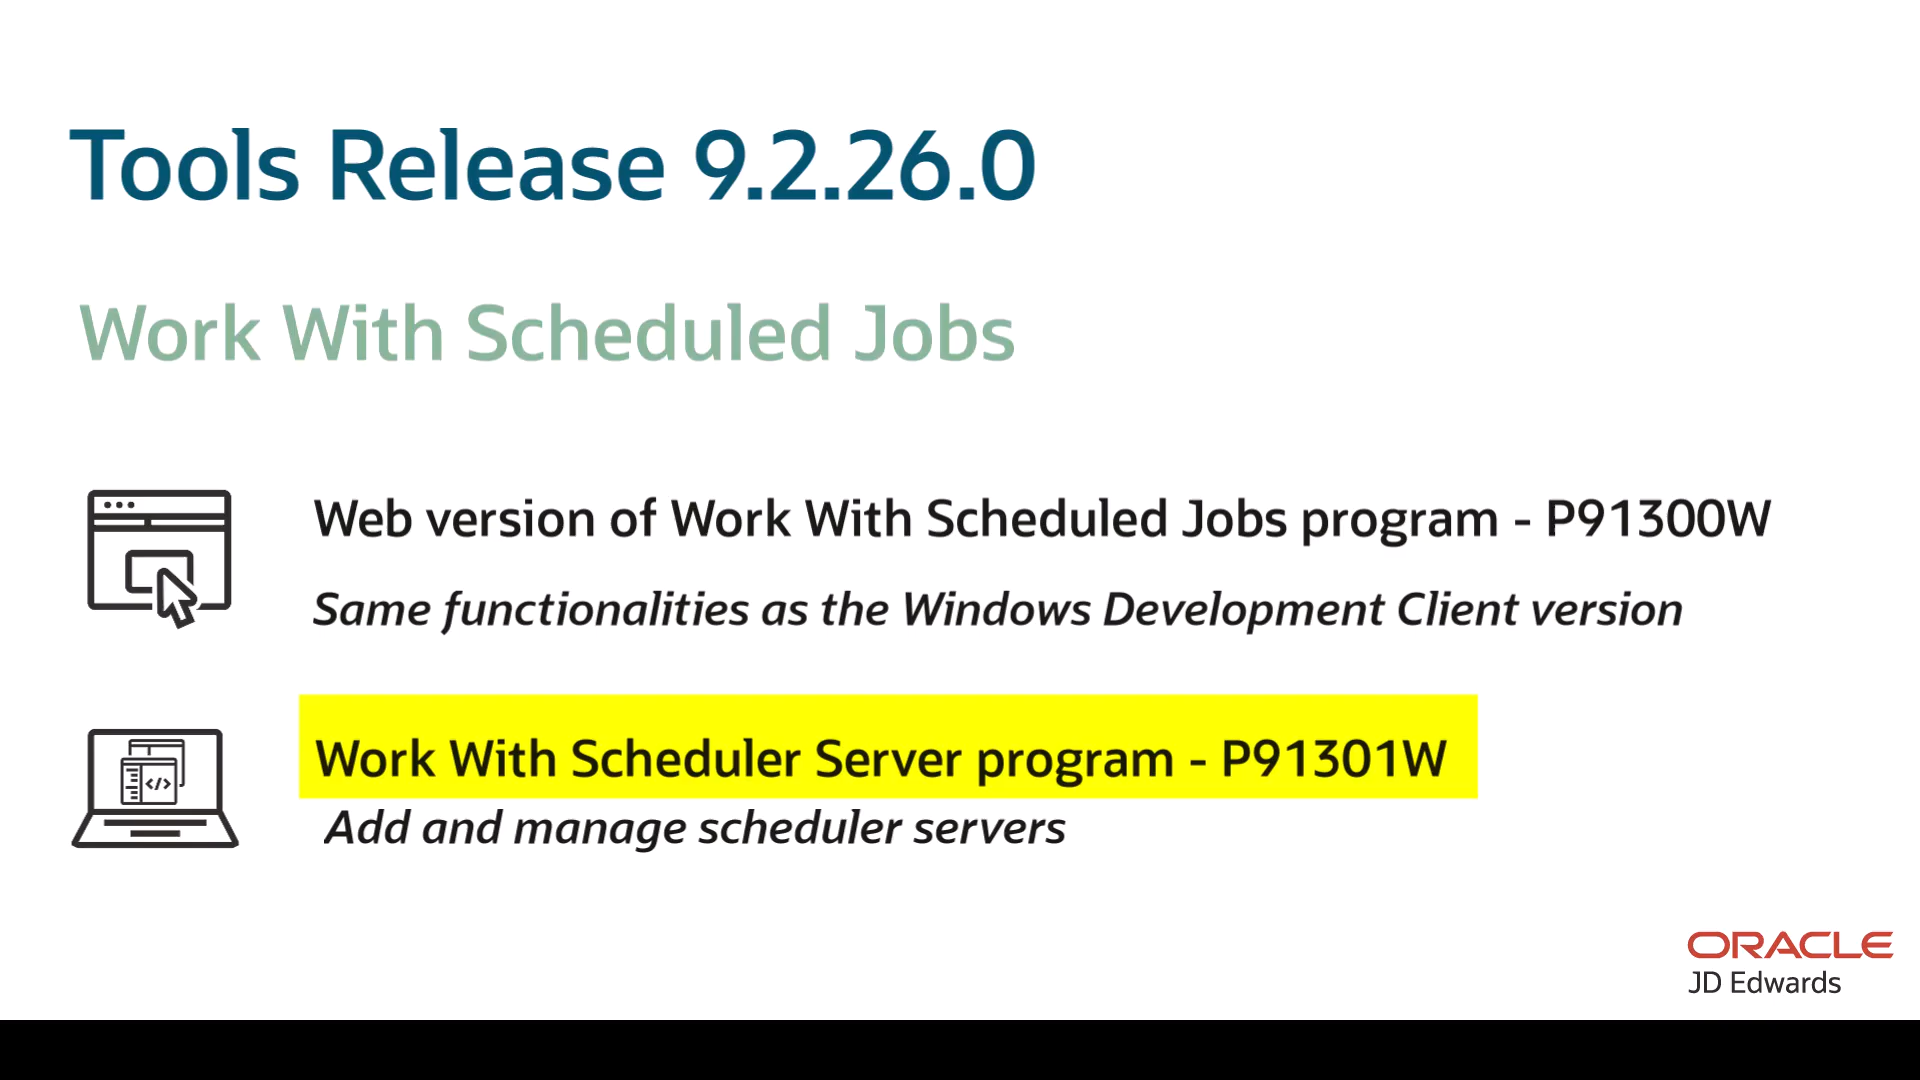 Tools Release 9.2.26.0
Work With Scheduled Jobs
Web version of Work With Scheduled Jobs program - P91300W
Same functionalities as the Windows Development Client version
Work With Scheduler Server program - P91301W
Add and manage scheduler servers
</>
ORACLE
JD Edwards